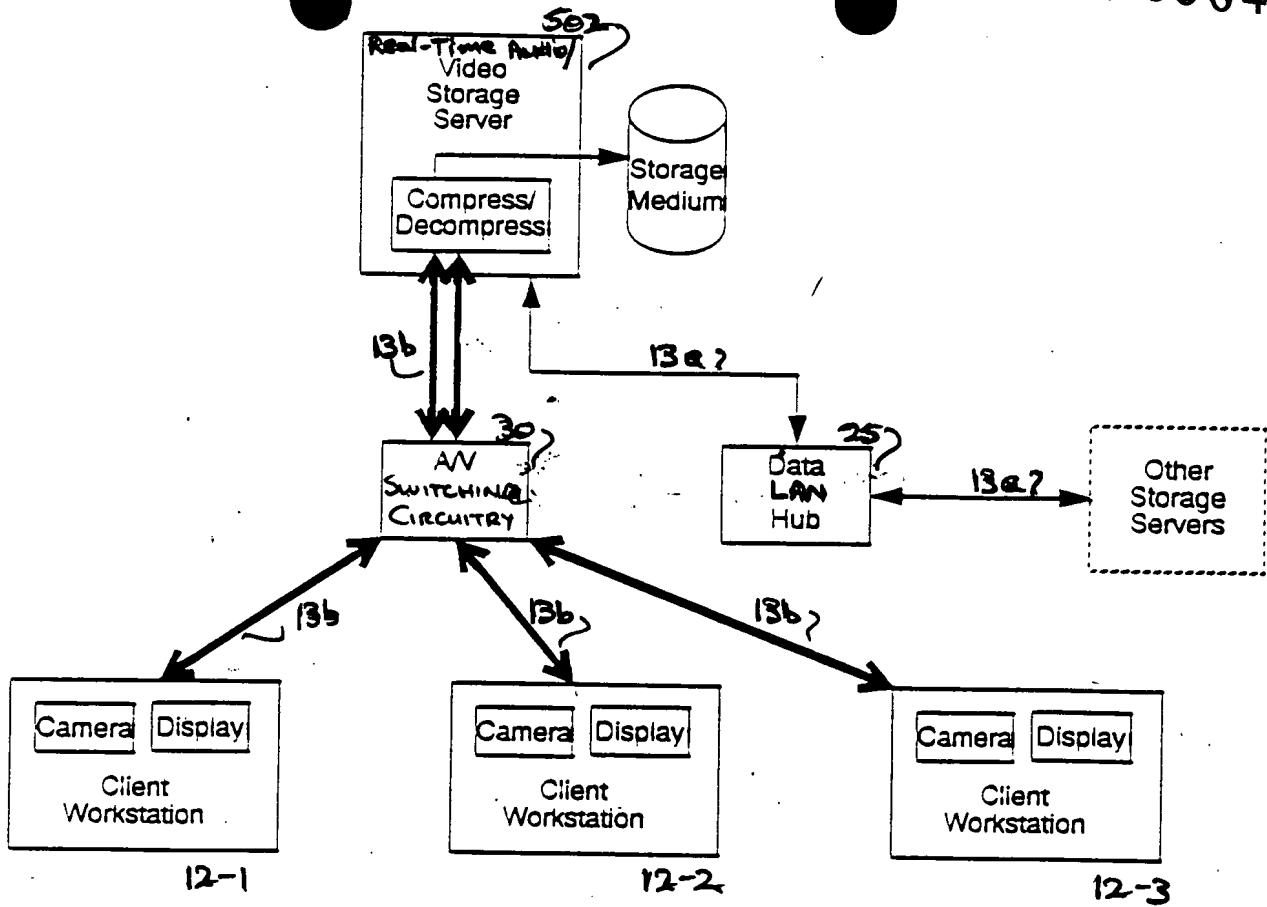 502
Real-Time Audio/
Video
Storage
Server
Compress/
Decompress
Storage
Medium
13b
13a?
30
A/V
SWITCHING
CIRCUITRY
25
Data
LAN
Hub
13a?
Other
Storage
Servers
13b
13b
13b
Camera
Display
Client
Workstation
12-1
Camera
Display
Client
Workstation
12-2
Camera
Display
Client
Workstation
12-3